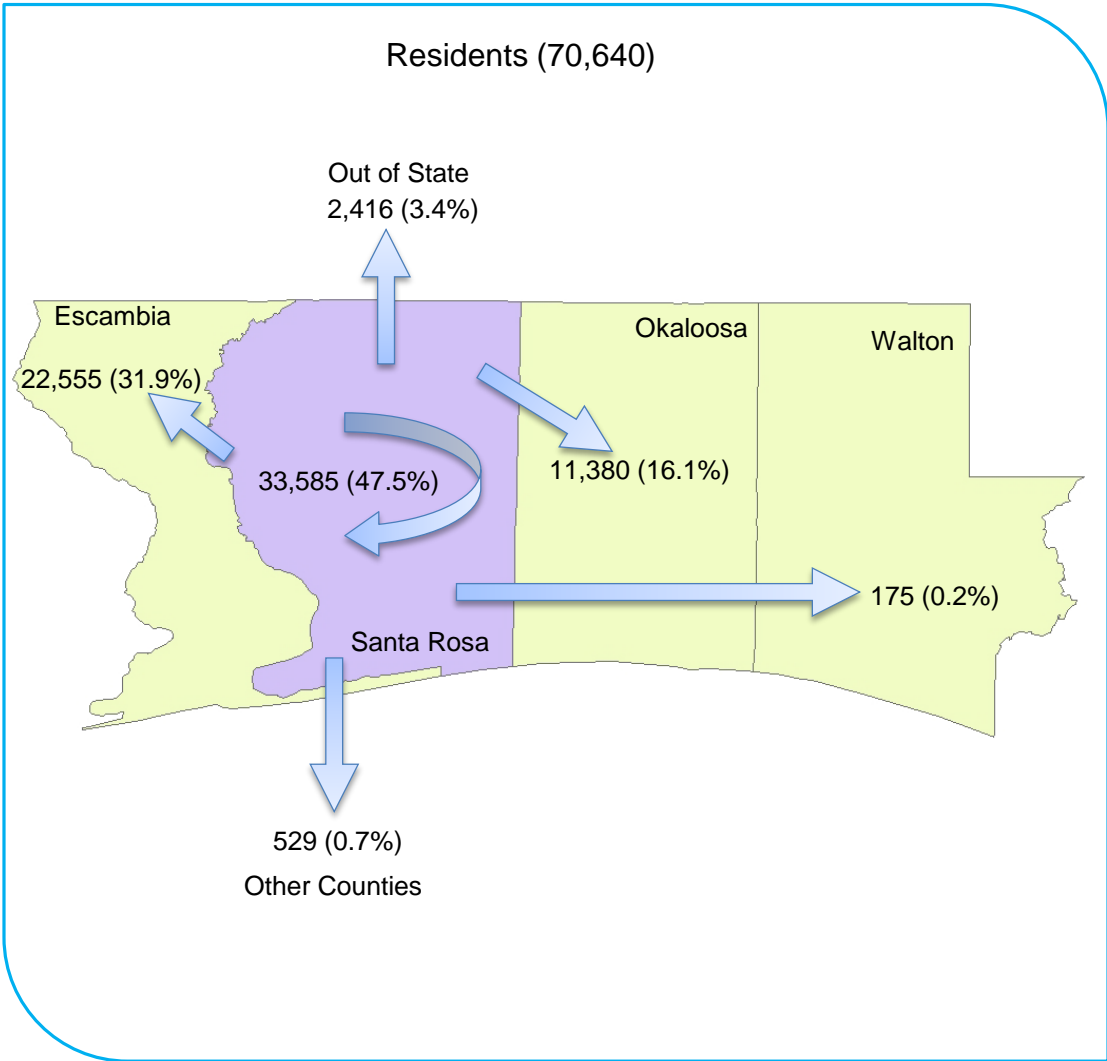 Residents (70,640)
Out of State
2,416 (3.4%)
Escambia
Okaloosa
Walton
22,555 (31.9%)
33,585 (47.5%)
11,380 (16.1%)
175 (0.2%)
Santa Rosa
529 (0.7%)
Other Counties